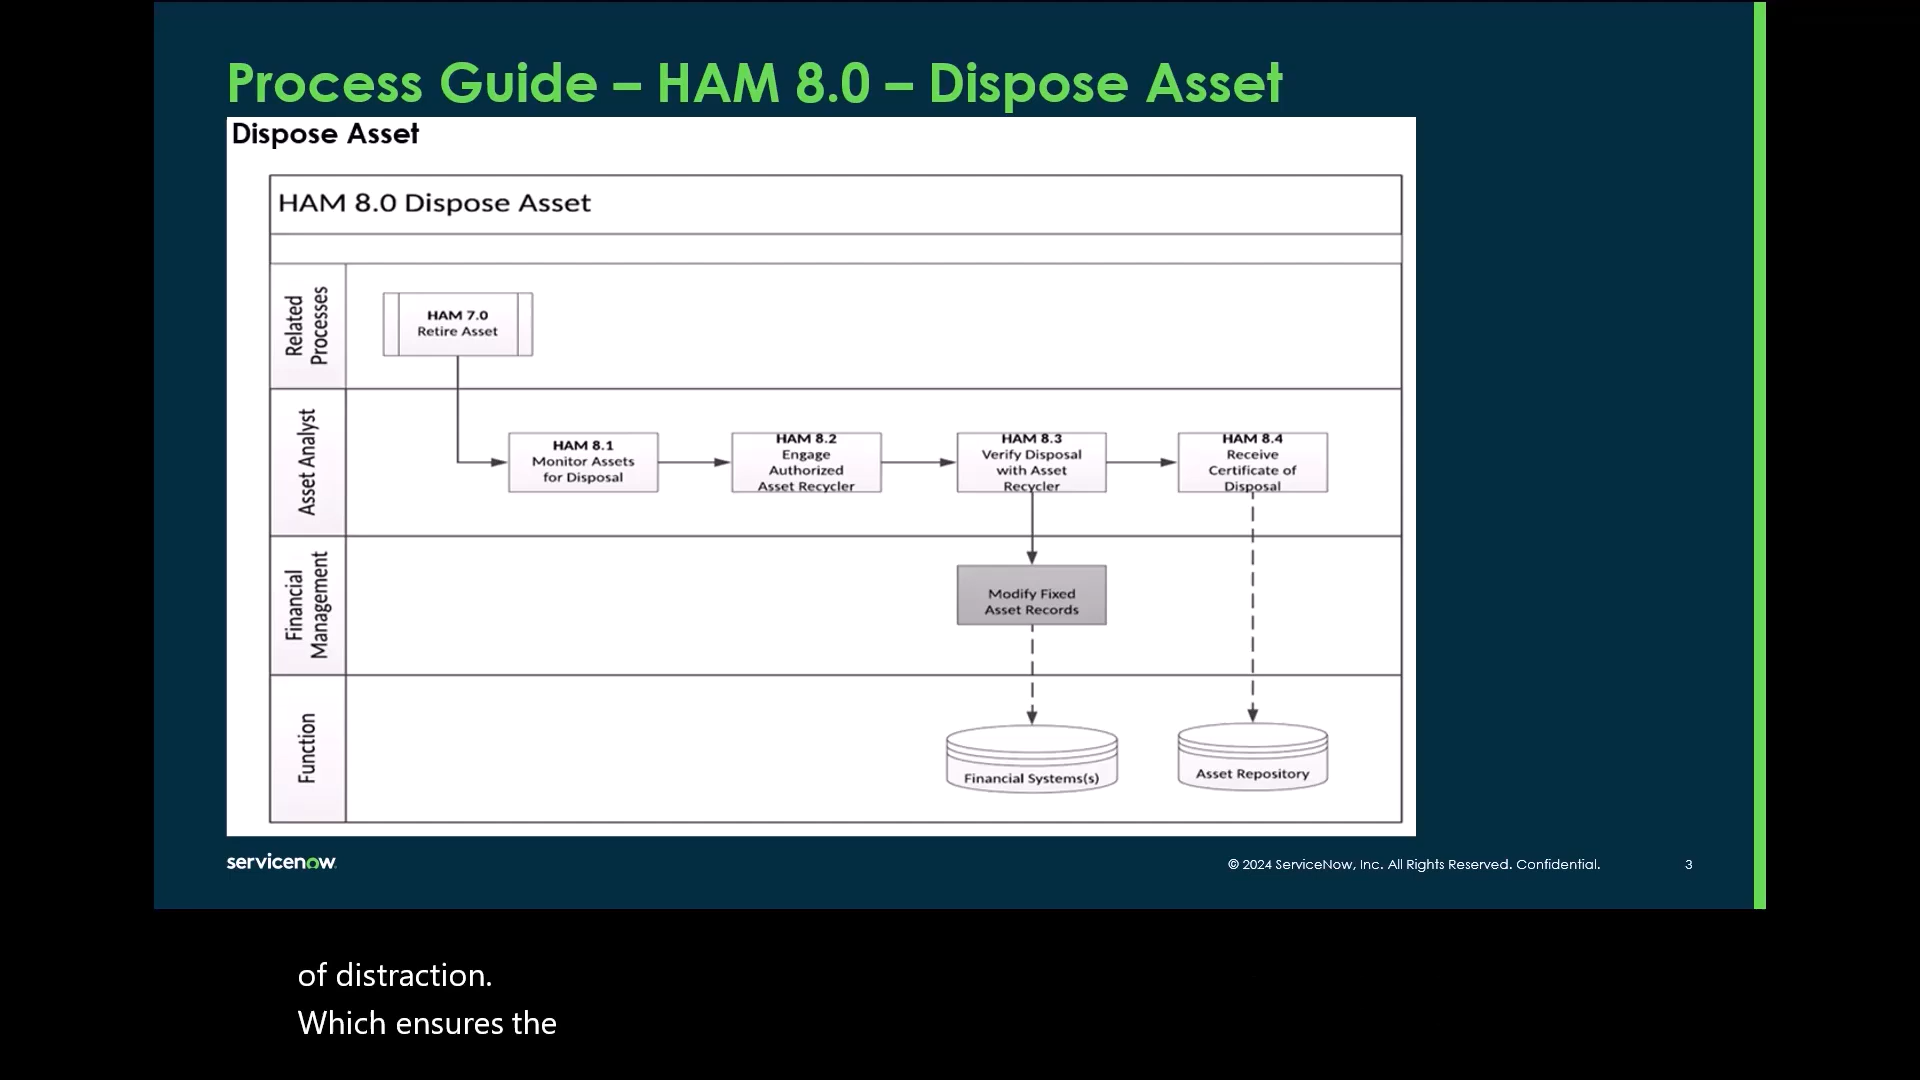 Process Guide – HAM 8.0 – Dispose Asset
Dispose Asset
HAM 8.0 Dispose Asset
Related
Processes
HAM 7.0
Retire Asset
Asset Analyst
HAM 8.1
Monitor Assets
for Disposal
HAM 8.2
Engage
Authorized
Asset Recycler
HAM 8.3
Verify Disposal
with Asset
Recycler
HAM 8.4
Receive
Certificate of
Disposal
Financial
Management
Modify Fixed
Asset Records
Function
Financial Systems(s)
Asset Repository
servicenow
© 2024 ServiceNow, Inc. All Rights Reserved. Confidential.
3
of distraction.
Which ensures the